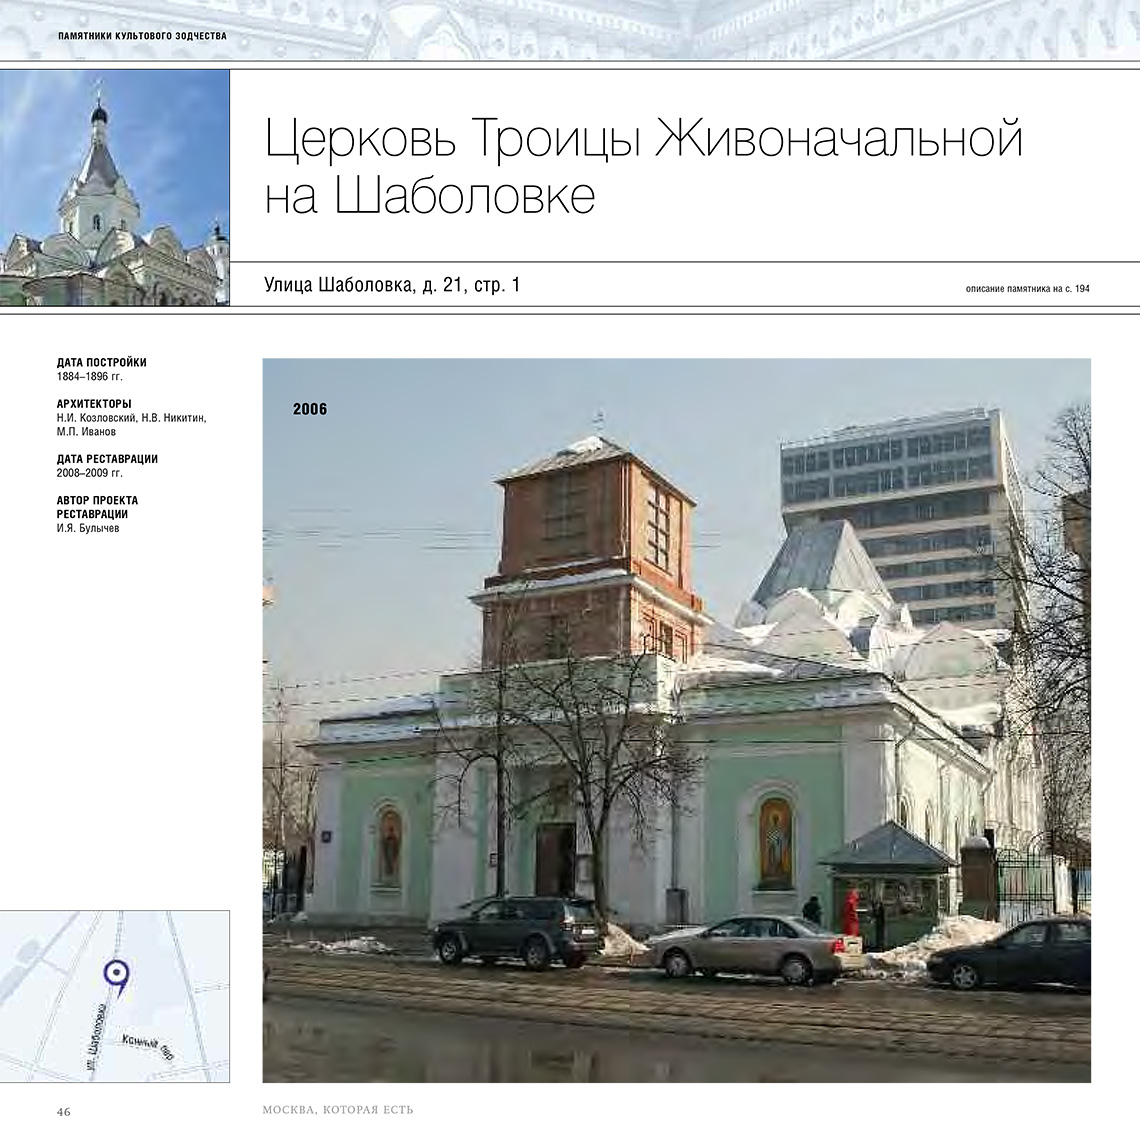 ПАМЯТНИКИ КУЛЬТОВОГО ЗОДЧЕСТВА
Церковь Троицы Живоначальной
на Шаболовке
Улица Шаболовка, д. 21, стр. 1
описание памятника на с. 194
ДАТА ПОСТРОЙКИ
1884–1896 гг.
АРХИТЕКТОРЫ
Н.И. Козловский, Н.В. Никитин,
М.П. Иванов
ДАТА РЕСТАВРАЦИИ
2008–2009 гг.
АВТОР ПРОЕКТА
РЕСТАВРАЦИИ
И.Я. Булычев
2006
ул. Шаболовка
Конный пер.
46
МОСКВА, КОТОРАЯ ЕСТЬ